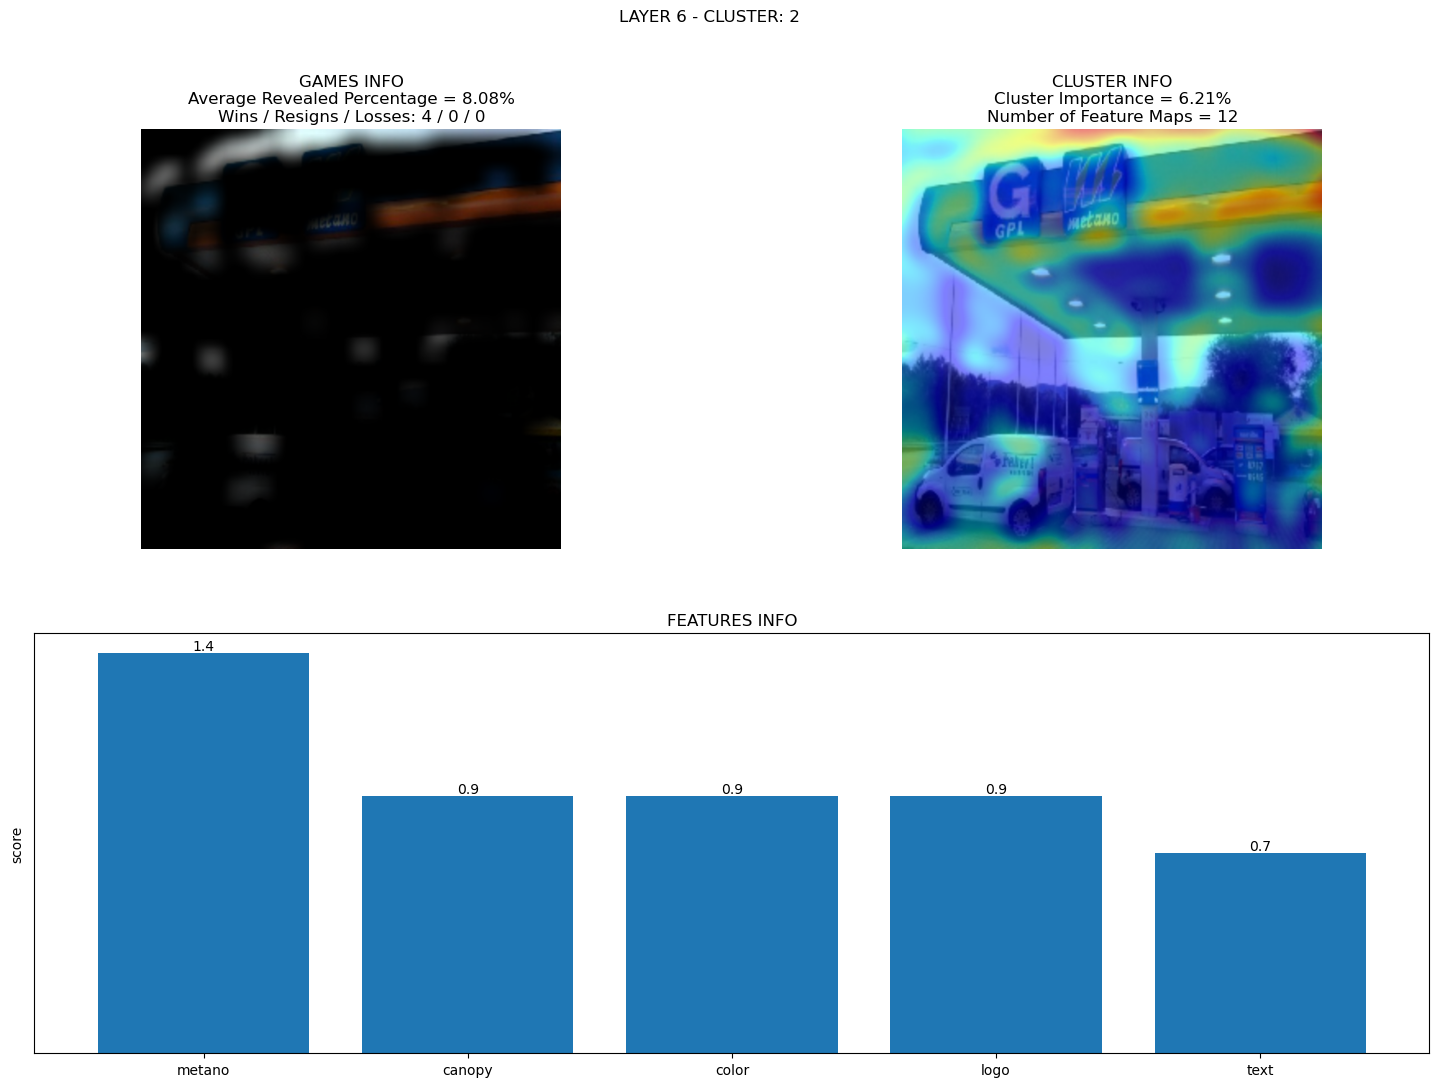 LAYER 6 - CLUSTER: 2
GAMES INFO
Average Revealed Percentage = 8.08%
Wins / Resigns / Losses: 4 / 0 / 0
GPL
metano
CLUSTER INFO
Cluster Importance = 6.21%
Number of Feature Maps = 12
G
GPL
metano
FEATURES INFO
score
1.4
0.9
0.9
0.9
0.7
metano
canopy
color
logo
text